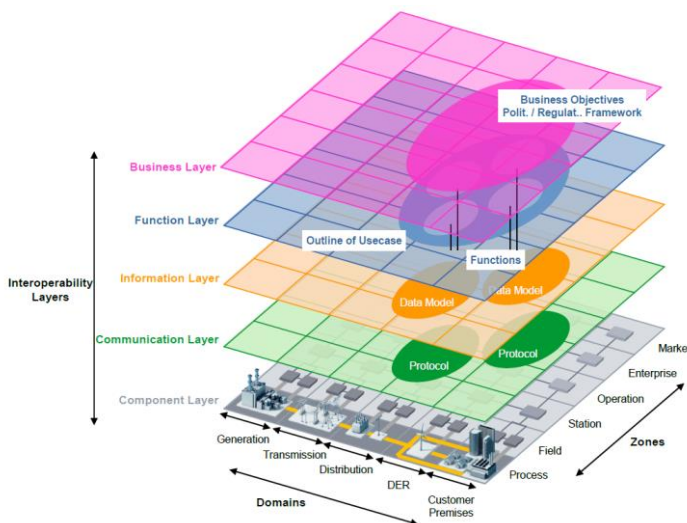 Business Objectives
Polit. / Regulat.. Framework
Business Layer
Function Layer
Outline of Usecase
Functions
Interoperability
Layers
Information Layer
Data Model
Data Model
Communication Layer
Protocol
Protocol
Component Layer
Market
Enterprise
Operation
Station
Field
Process
Zones
Generation
Transmission
Distribution
DER
Customer
Premises
Domains